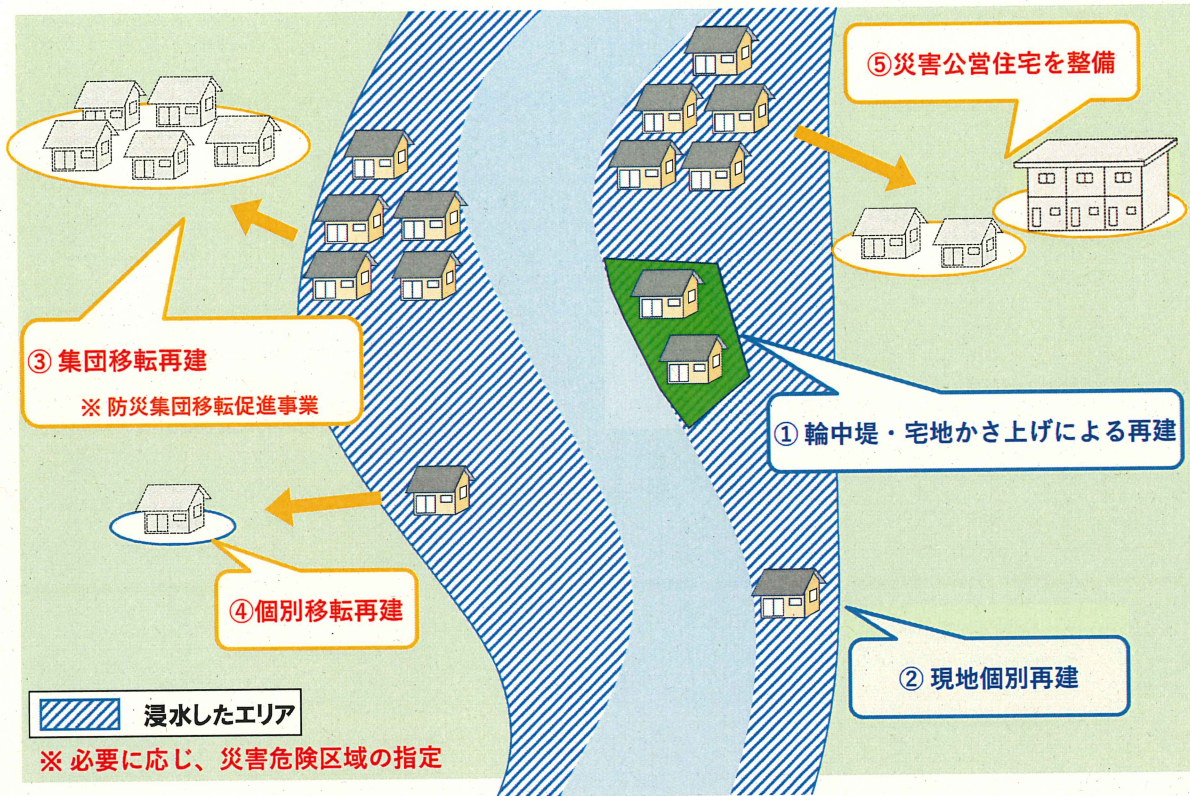 ⑤災害公営住宅を整備
③ 集団移転再建
※ 防災集団移転促進事業
① 輪中堤・宅地かさ上げによる再建
④個別移転再建
② 現地個別再建
浸水したエリア
※ 必要に応じ、災害危険区域の指定